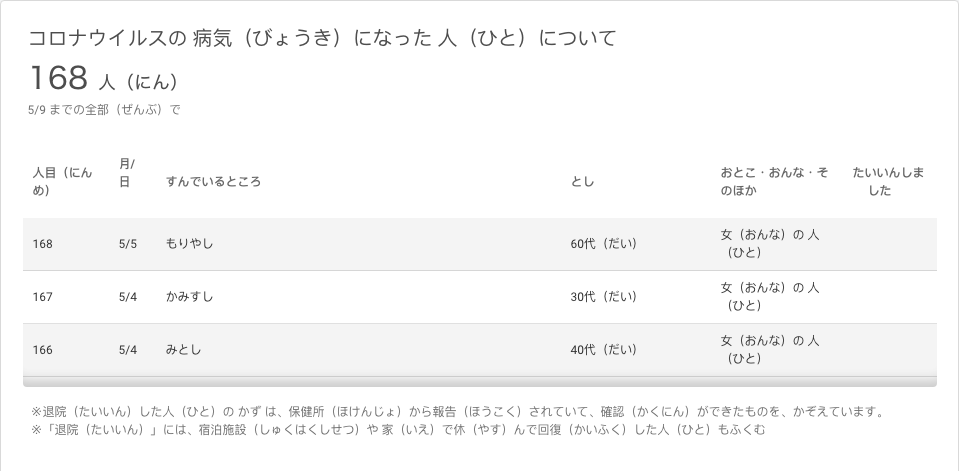 コロナウイルスの 病気（びょうき）になった 人（ひと）について
168 人（にん）
5/9 までの全部（ぜんぶ）で
人目（にんめ） 月/日 すんでいるところ とし おとこ・おんな・そのほか たいいんしました
168 5/5 もりやし 60代（だい） 女（おんな）の 人（ひと）
167 5/4 かみすし 30代（だい） 女（おんな）の 人（ひと）
166 5/4 みとし 40代（だい） 女（おんな）の 人（ひと）
※退院（たいいん）した人（ひと）の かず は、保健所（ほけんじょ）から報告（ほうこく）されていて、確認（かくにん）ができたものを、かぞえています。
※「退院（たいいん）」には、宿泊施設（しゅくはくしせつ）や 家（いえ）で休（やす）んで回復（かいふく）した人（ひと）もふくむ